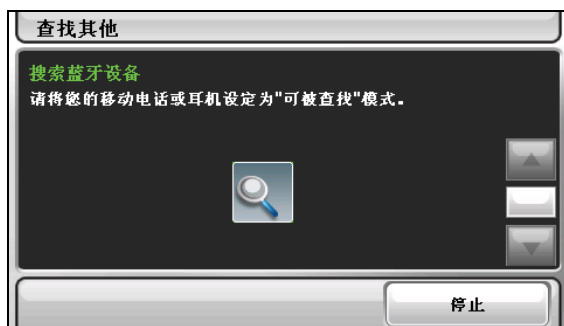 查找其他
搜索蓝牙设备
请将您的移动电话或耳机设定为"可被查找"模式。
停止